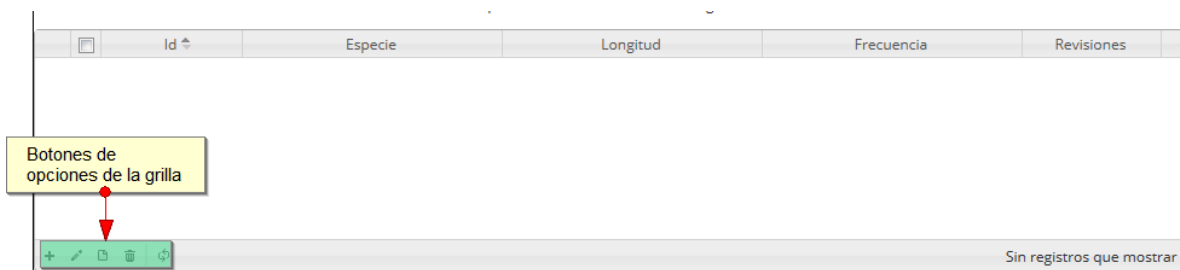 Id Especie Longitud Frecuencia Revisiones
Botones de
opciones de la grilla
Sin registros que mostrar